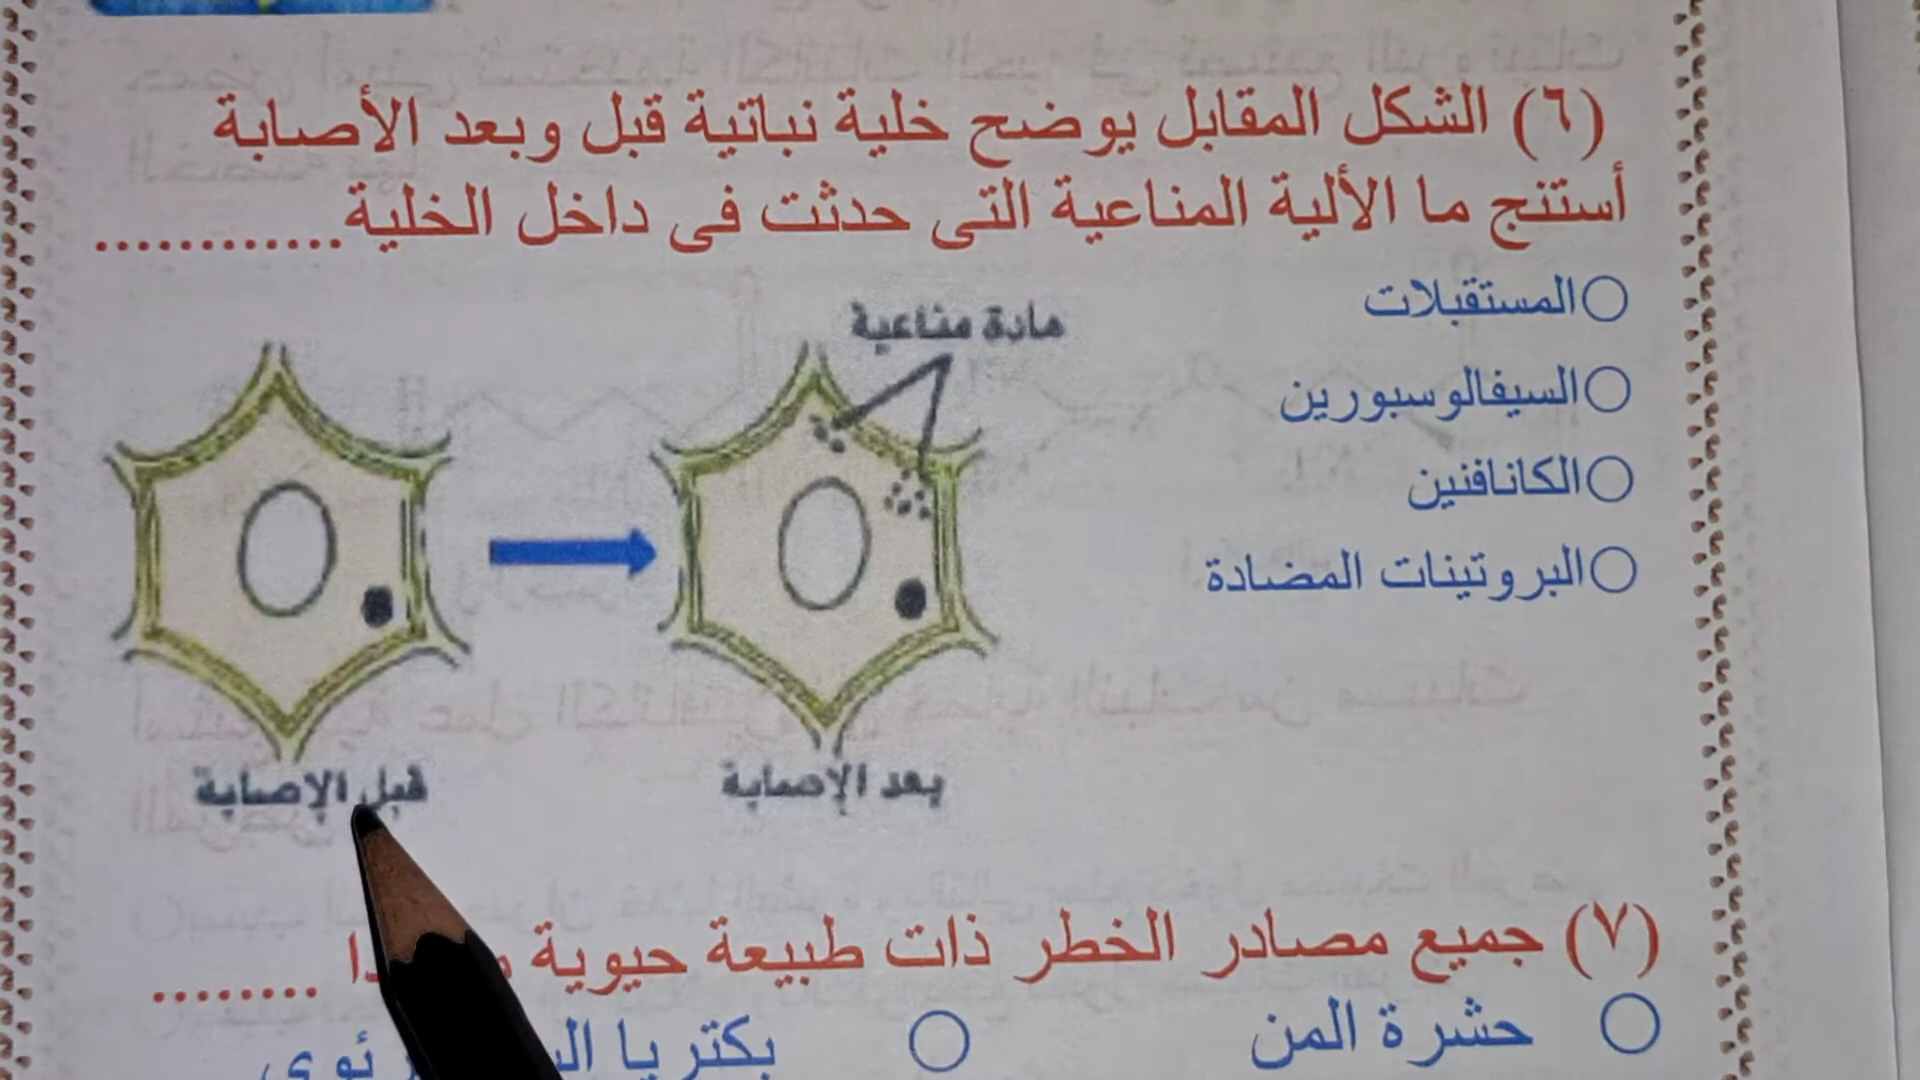 (٦) الشكل المقابل يوضح خلية نباتية قبل وبعد الأصابة
أستنج ما الألية المناعية التى حدثت فى داخل الخلية............
المستقبلات
السيفالوسبورين
الكانافنين
البروتينات المضادة
مادة مناعية
قبل الإصابة
بعد الإصابة
(٧) جميع مصادر الخطر ذات طبيعة حيوية ........
حشرة المن
بكتريا